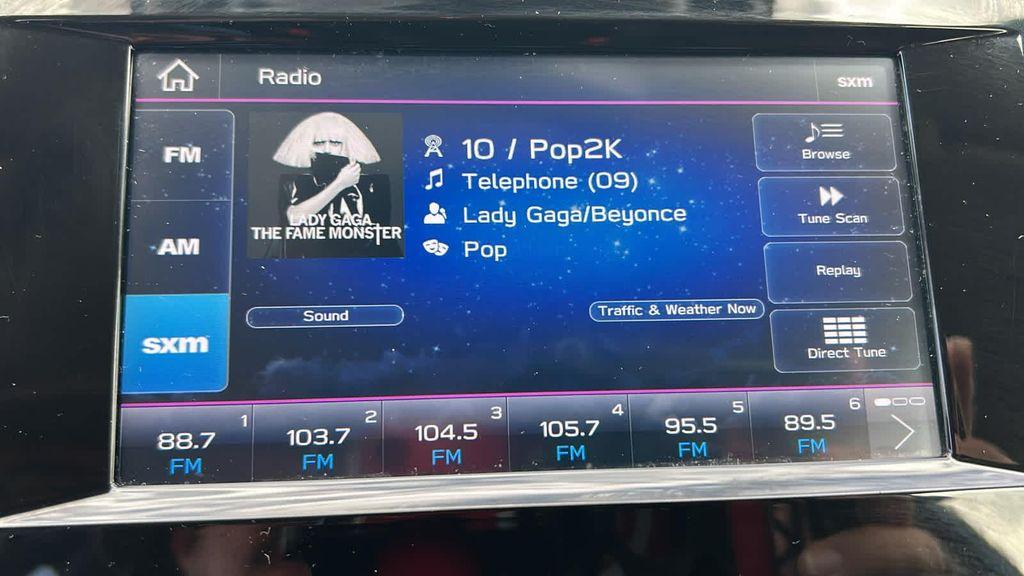 Radio
sxm
FM
AM
sxm
LADY GAGA
THE FAME MONSTER
10 / Pop2K
Telephone (09)
Lady Gaga/Beyonce
Pop
Sound
Traffic & Weather Now
Browse
Tune Scan
Replay
Direct Tune
1
88.7
FM
2
103.7
FM
3
104.5
FM
4
105.7
FM
5
95.5
FM
6
89.5
FM